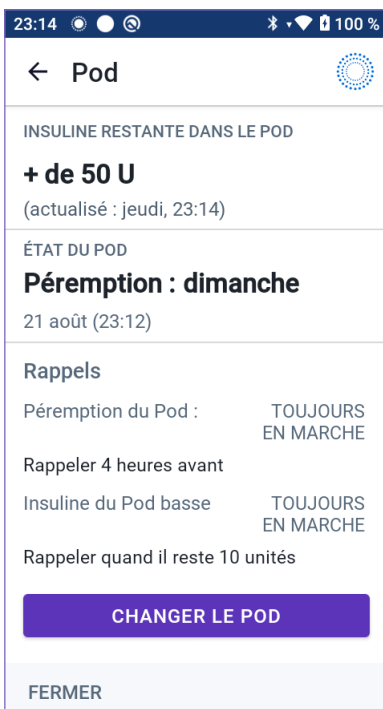 23:14 100 %
Pod
INSULINE RESTANTE DANS LE POD
+ de 50 U
(actualisé : jeudi, 23:14)
ÉTAT DU POD
Péremption : dimanche
21 août (23:12)
Rappels
Péremption du Pod : TOUJOURS
EN MARCHE
Rappeler 4 heures avant
Insuline du Pod basse TOUJOURS
EN MARCHE
Rappeler quand il reste 10 unités
CHANGER LE POD
FERMER